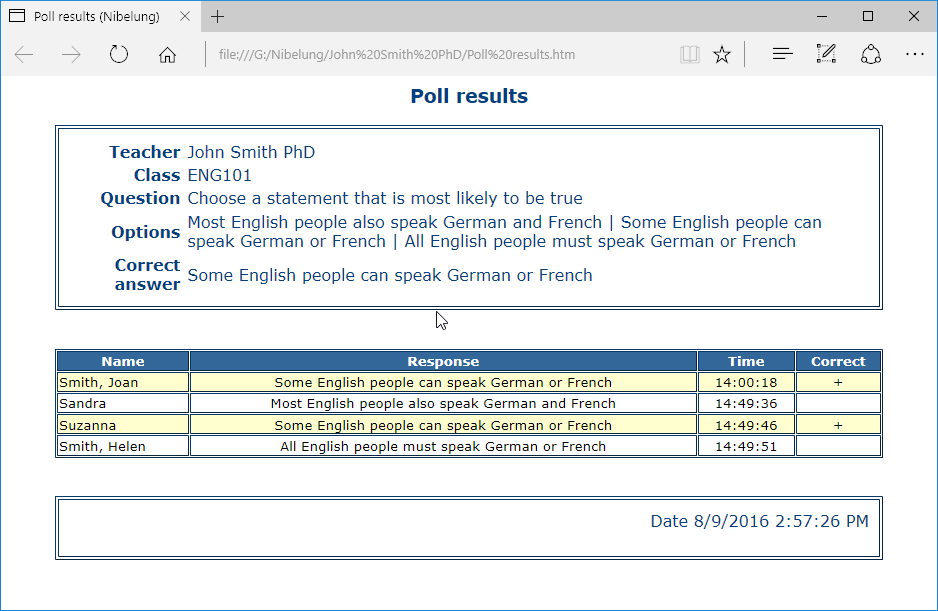 Poll results (Nibelung)
file:///G:/Nibelung/John%20Smith%20PhD/Poll%20results.htm
Poll results
Teacher John Smith PhD
Class ENG101
Question Choose a statement that is most likely to be true
Options Most English people also speak German and French | Some English people can
speak German or French | All English people must speak German or French
Correct
answer Some English people can speak German or French
Name Response Time Correct
Smith, Joan Some English people can speak German or French 14:00:18 +
Sandra Most English people also speak German and French 14:49:36
Suzanna Some English people can speak German or French 14:49:46 +
Smith, Helen All English people must speak German or French 14:49:51
Date 8/9/2016 2:57:26 PM